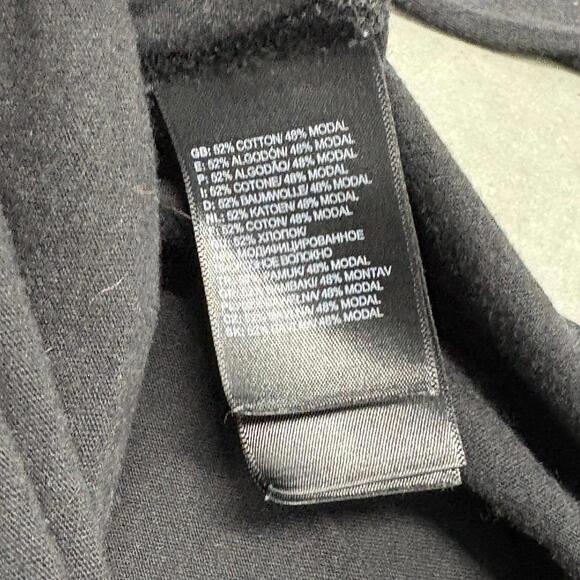 GB: 52% COTTON/ 48% MODAL
E: 52% ALGODÓN/ 48% MODAL
P: 52% ALGODÃO/ 48% MODAL
I: 52% COTONE/ 48% MODAL
D: 52% BAUMWOLLE/ 48% MODAL
NL: 52% KATOEN/ 48% MODAL
52% COTON/ 48% MODAL
52% ХЛОПОК/
МОДИФИЦИРОВАННОЕ
ВОЛОКНО
48% MODAL
48% MONTAV
48% MODAL
48% MODAL